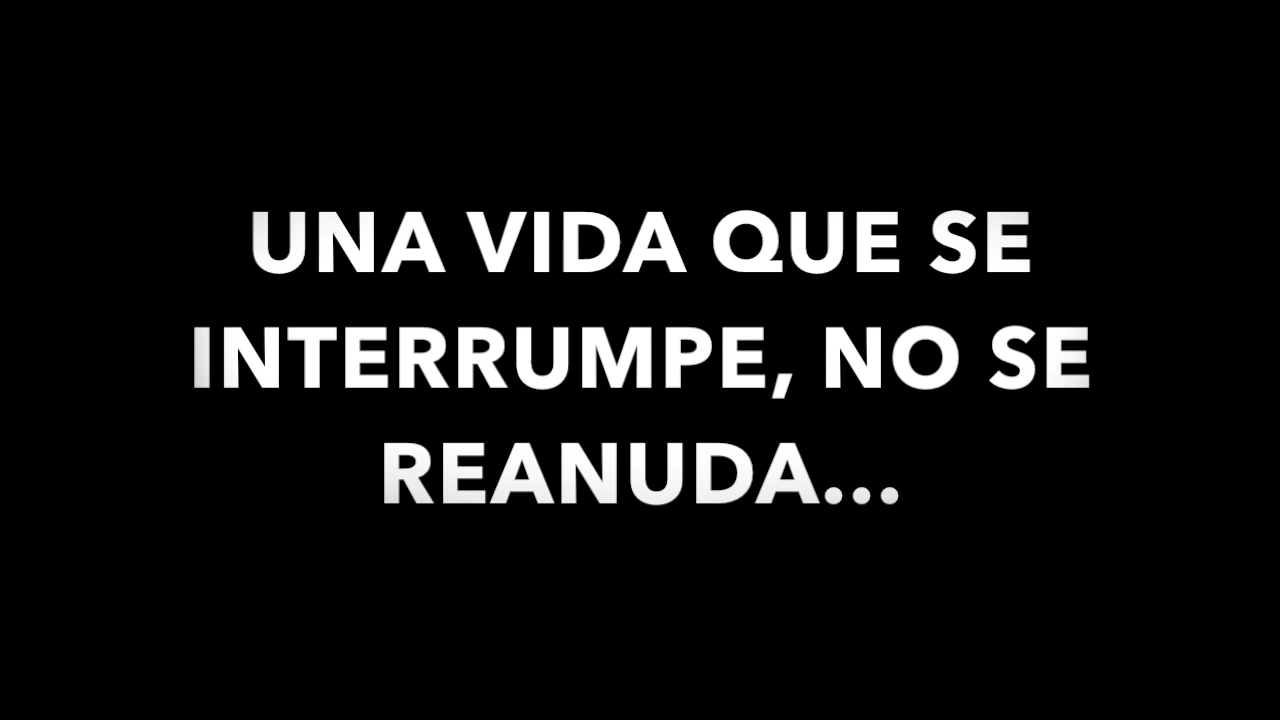 UNA VIDA QUE SE
INTERRUMPE, NO SE
REANUDA...